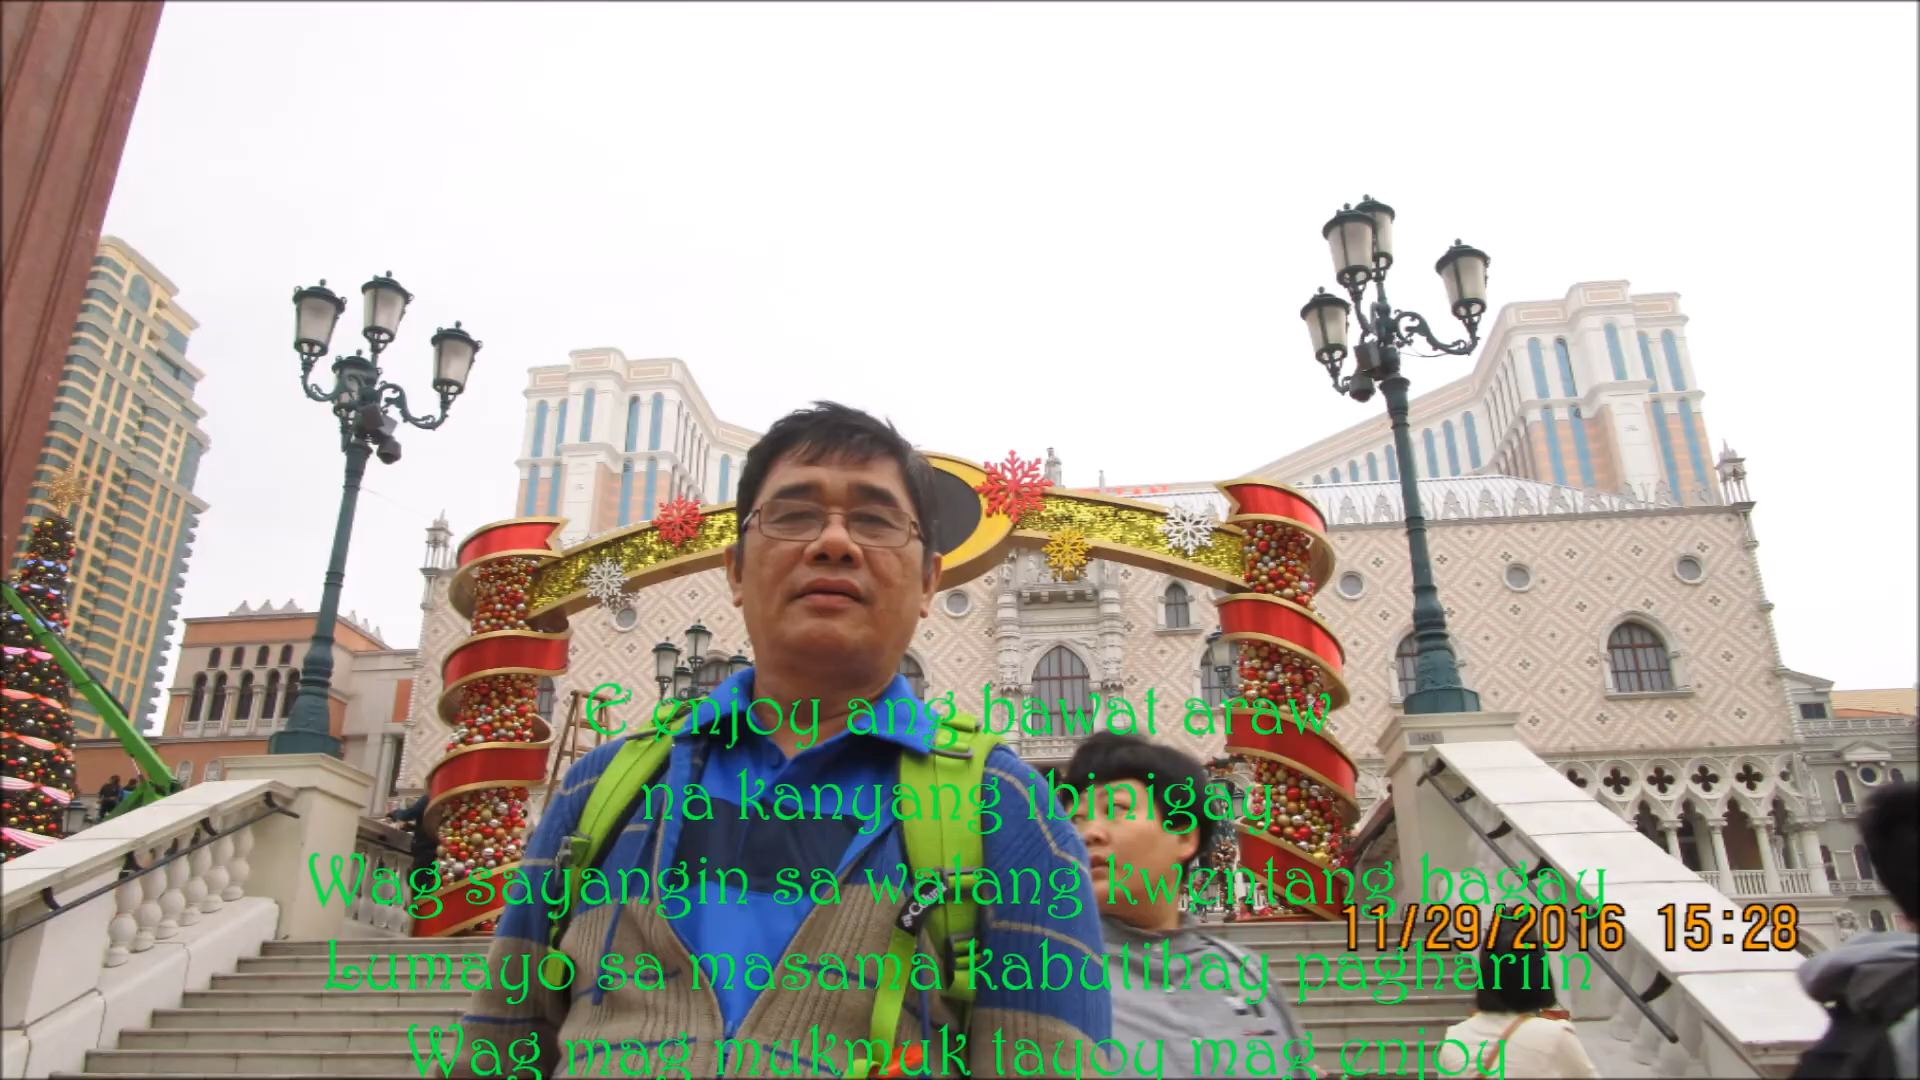 E enjoy ang bawat araw
na kanyang ibinigay
Wag sayangin sa walang kwentang bagay
11/29/2016 15:28
Lumayo sa masama kabutihay paghariin
Wag mag mukmuk tayoy mag enjoy